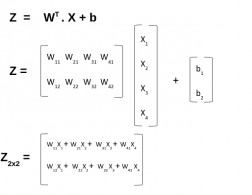 Z = Wᵀ . X + b
Z =
W₁₁ W₂₁ W₃₁ W₄₁
W₁₂ W₂₂ W₃₂ W₄₂
X₁
X₂
X₃
X₄
+
b₁
b₂
Z₂ₓ₂ =
W₁₁X₁ + W₂₁X₂ + W₃₁X₃ + W₄₁X₄
W₁₂X₁ + W₂₂X₂ + W₃₂X₃ + W₄₂X₄